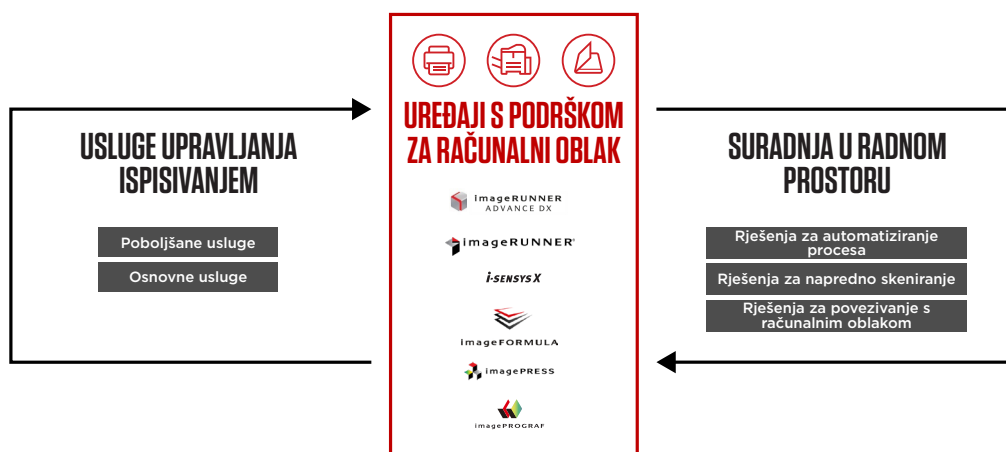 USLUGE UPRAVLJANJA
ISPISIVANJEM
Poboljšane usluge
Osnovne usluge
UREĐAJI S PODRŠKOM
ZA RAČUNALNI OBLAK
imageRUNNER
ADVANCE DX
imageRUNNER
i-SENSYS X
imageFORMULA
imagePRESS
imagePROGRAF
SURADNJA U RADNOM
PROSTORU
Rješenja za automatiziranje
procesa
Rješenja za napredno skeniranje
Rješenja za povezivanje s
računalnim oblakom